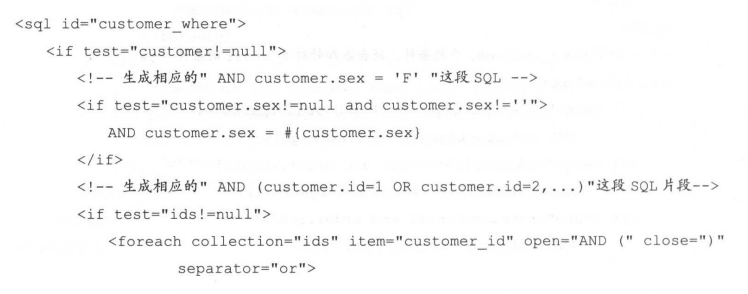 <sql id="customer_where">
<if test="customer!=null">
<!-- 生成相应的" AND customer.sex = 'F' "这段 SQL -->
<if test="customer.sex!=null and customer.sex!=''">
AND customer.sex = #{customer.sex}
</if>
<!-- 生成相应的" AND (customer.id=1 OR customer.id=2,...)"这段 SQL 片段-->
<if test="ids!=null">
<foreach collection="ids" item="customer_id" open="AND (" close=")"
separator="or">